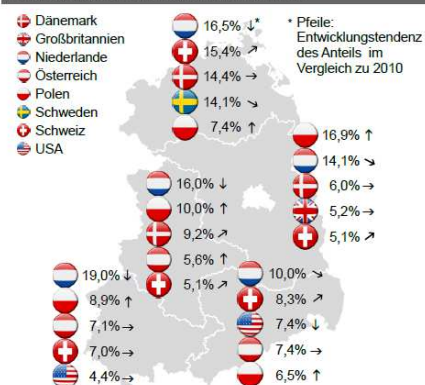 Dänemark
Großbritannien
Niederlande
Österreich
Polen
Schweden
Schweiz
USA
* Pfeile:
Entwicklungstendenz
des Anteils im
Vergleich zu 2010
16,5% ↓*
15,4% ↗
14,4% →
14,1% ↘
7,4% ↑
16,9% ↑
14,1% ↘
6,0% →
5,2% →
5,1% ↗
16,0% ↓
10,0% ↑
9,2% ↗
5,6% ↑
5,1% ↗
19,0% ↓
8,9% ↑
7,1% →
7,0% →
4,4% →
10,0% ↘
8,3% ↗
7,4% ↓
7,4% →
6,5% ↑